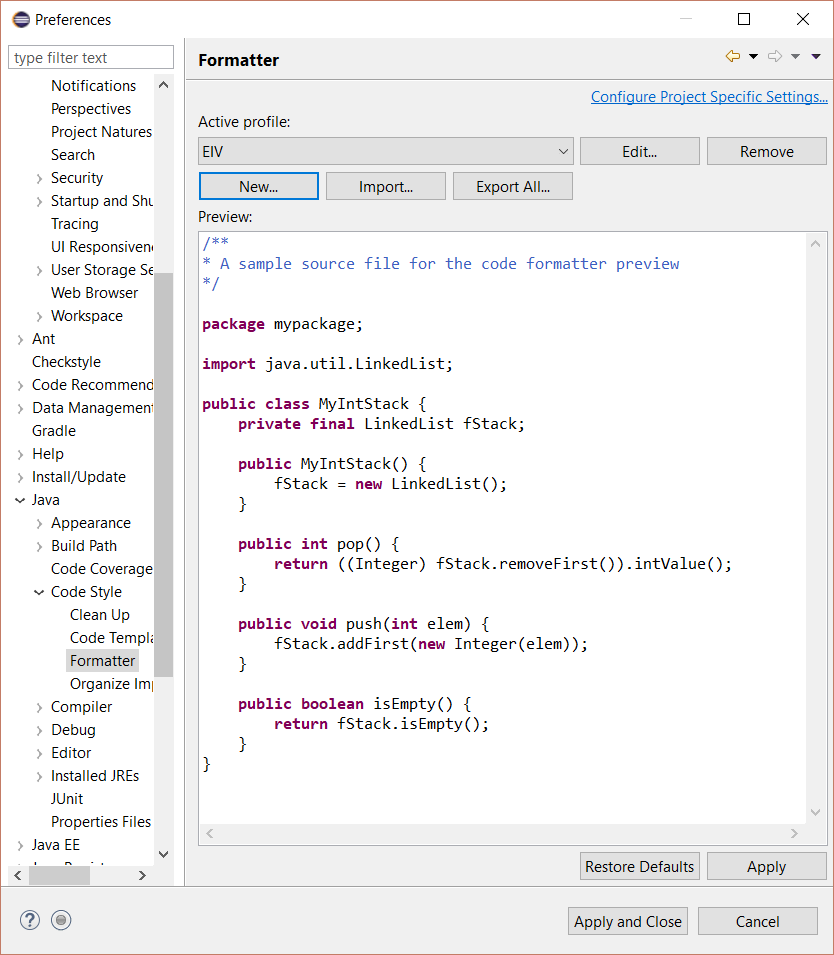 Preferences
type filter text
Notifications
Perspectives
Project Natures
Search
Security
Startup and Shu
Tracing
UI Responsiven
User Storage Se
Web Browser
Workspace
Ant
Checkstyle
Code Recommend
Data Management
Gradle
Help
Install/Update
Java
Appearance
Build Path
Code Coverage
Code Style
Clean Up
Code Templa
Formatter
Organize Imp
Compiler
Debug
Editor
Installed JREs
JUnit
Properties Files
Java EE
Formatter
Configure Project Specific Settings...
Active profile:
EIV
Edit...
Remove
New...
Import...
Export All...
Preview:
/**
* A sample source file for the code formatter preview
*/
package mypackage;
import java.util.LinkedList;
public class MyIntStack {
    private final LinkedList fStack;
    public MyIntStack() {
        fStack = new LinkedList();
    }
    public int pop() {
        return ((Integer) fStack.removeFirst()).intValue();
    }
    public void push(int elem) {
        fStack.addFirst(new Integer(elem));
    }
    public boolean isEmpty() {
        return fStack.isEmpty();
    }
}
Restore Defaults
Apply
?
Apply and Close
Cancel